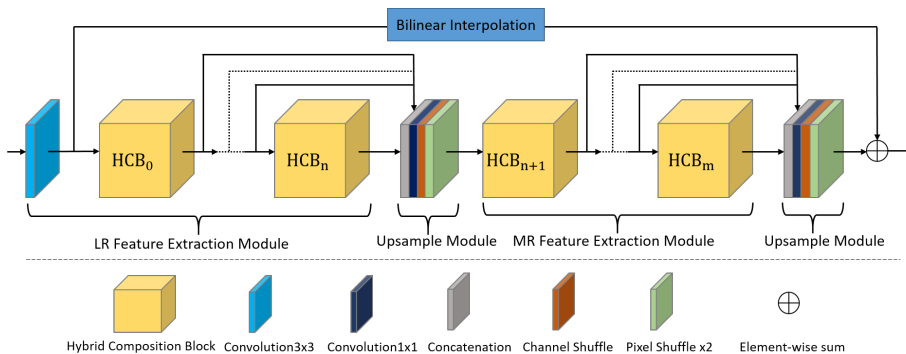 Bilinear Interpolation
HCB0
HCBn
HCBn+1
HCBm
LR Feature Extraction Module
Upsample Module
MR Feature Extraction Module
Upsample Module
Hybrid Composition Block
Convolution3x3
Convolution1x1
Concatenation
Channel Shuffle
Pixel Shuffle x2
Element-wise sum